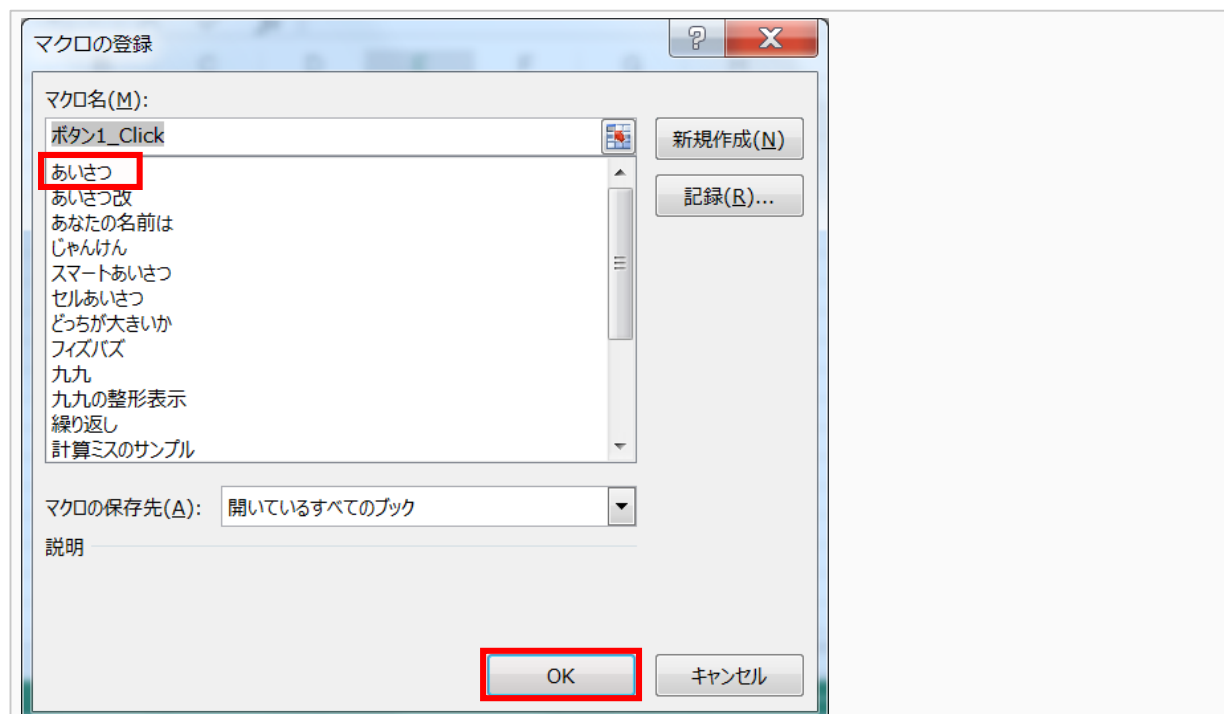 マクロの登録
マクロ名(M):
ボタン1_Click
新規作成(N)
あいさつ
あいさつ改
記録(R)...
あなたの名前は
じゃんけん
スマートあいさつ
セルあいさつ
どっちが大きいか
フィズバズ
九九
九九の整形表示
繰り返し
計算ミスのサンプル
マクロの保存先(A): 開いているすべてのブック
説明
OK
キャンセル